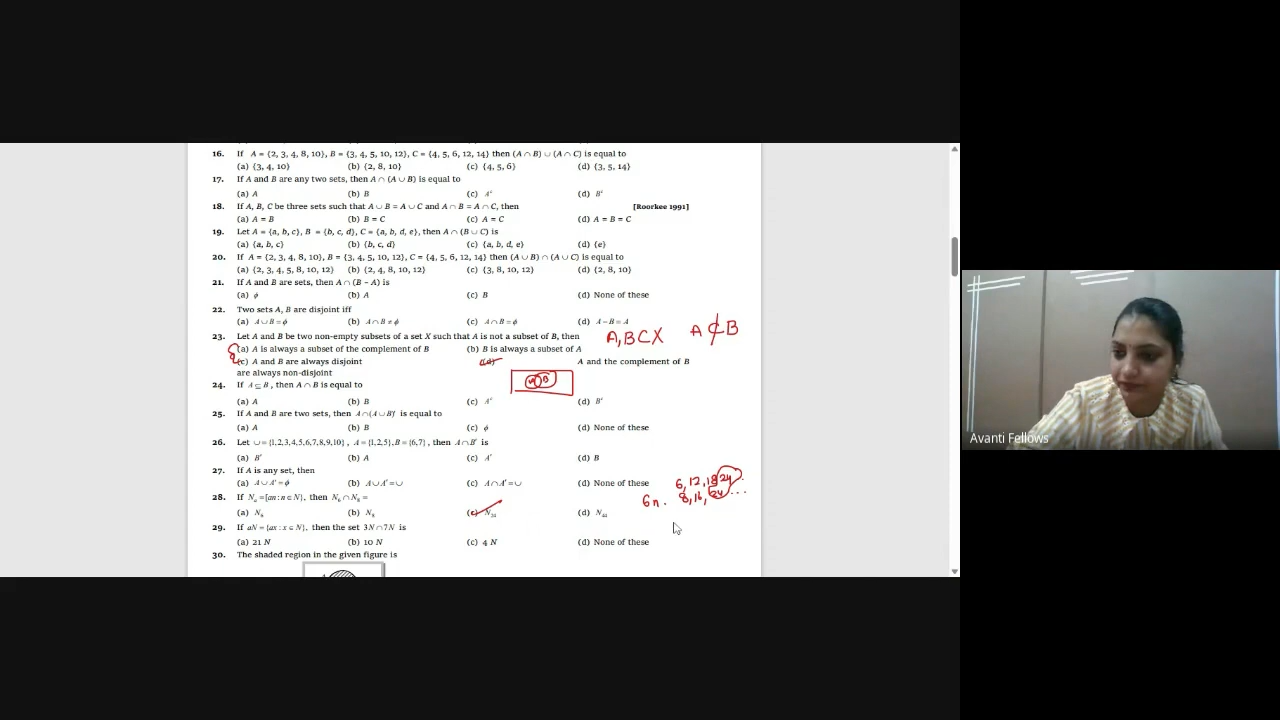 16. If A = {2, 3, 4, 8, 10}, B = {3, 4, 5, 10, 12}, C = {4, 5, 6, 12, 14} then (A ∩ B) ∪ (A ∩ C) is equal to
(a) {3, 4, 10} (b) {2, 8, 10} (c) {4, 5, 6} (d) {3, 5, 14}
17. If A and B are any two sets, then A ∩ (A ∪ B) is equal to
(a) A (b) B (c) Aᶜ (d) Bᶜ
18. If A, B, C be three sets such that A ∪ B = A ∪ C and A ∩ B = A ∩ C, then [Roorkee 1991]
(a) A = B (b) B = C (c) A = C (d) A = B = C
19. Let A = {a, b, c}, B = {b, c, d}, C = {a, b, d, e}, then A ∩ (B ∪ C) is
(a) {a, b, c} (b) {b, c, d} (c) {a, b, d, e} (d) {e}
20. If A = {2, 3, 4, 8, 10}, B = {3, 4, 5, 10, 12}, C = {4, 5, 6, 12, 14} then (A ∪ B) ∩ (A ∪ C) is equal to
(a) {2, 3, 4, 5, 8, 10, 12} (b) {2, 4, 8, 10, 12} (c) {3, 8, 10, 12} (d) {2, 8, 10}
21. If A and B are sets, then A ∩ (B – A) is
(a) ϕ (b) A (c) B (d) None of these
22. Two sets A, B are disjoint iff
(a) A ∪ B = ϕ (b) A ∩ B ≠ ϕ (c) A ∩ B = ϕ (d) A – B = A
23. Let A and B be two non-empty subsets of a set X such that A is not a subset of B, then A, B ⊂ X A ⊄ B
(a) A is always a subset of the complement of B (b) B is always a subset of A
(c) A and B are always disjoint (d) A and the complement of B
are always non-disjoint
24. If A ⊆ B, then A ∩ B is equal to
(a) A (b) B (c) Aᶜ (d) Bᶜ
25. If A and B are two sets, then A ∩ (A ∪ B)′ is equal to
(a) A (b) B (c) ϕ (d) None of these
26. Let ∪ = {1,2,3,4,5,6,7,8,9,10}, A = {1,2,5}, B = {6,7}, then A ∩ B′ is
(a) B′ (b) A (c) A′ (d) B
27. If A is any set, then
(a) A ∪ A′ = ϕ (b) A ∪ A′ = ∪ (c) A ∩ A′ = ∪ (d) None of these
6, 12, 18, 24 .
28. If Nₐ = [an : n ∈ N}, then N₆ ∩ N₈ = 6n. 8, 16, 24 ...
(a) N₆ (b) N₈ (c) N₂₄ (d)
29. If aN = {ax : x ∈ N}, then the set 3N ∩ 7N is
(a) 21 N (b) 10 N (c) 4 N (d) None of these
30. The shaded region in the given figure is
A
Avanti Fellows